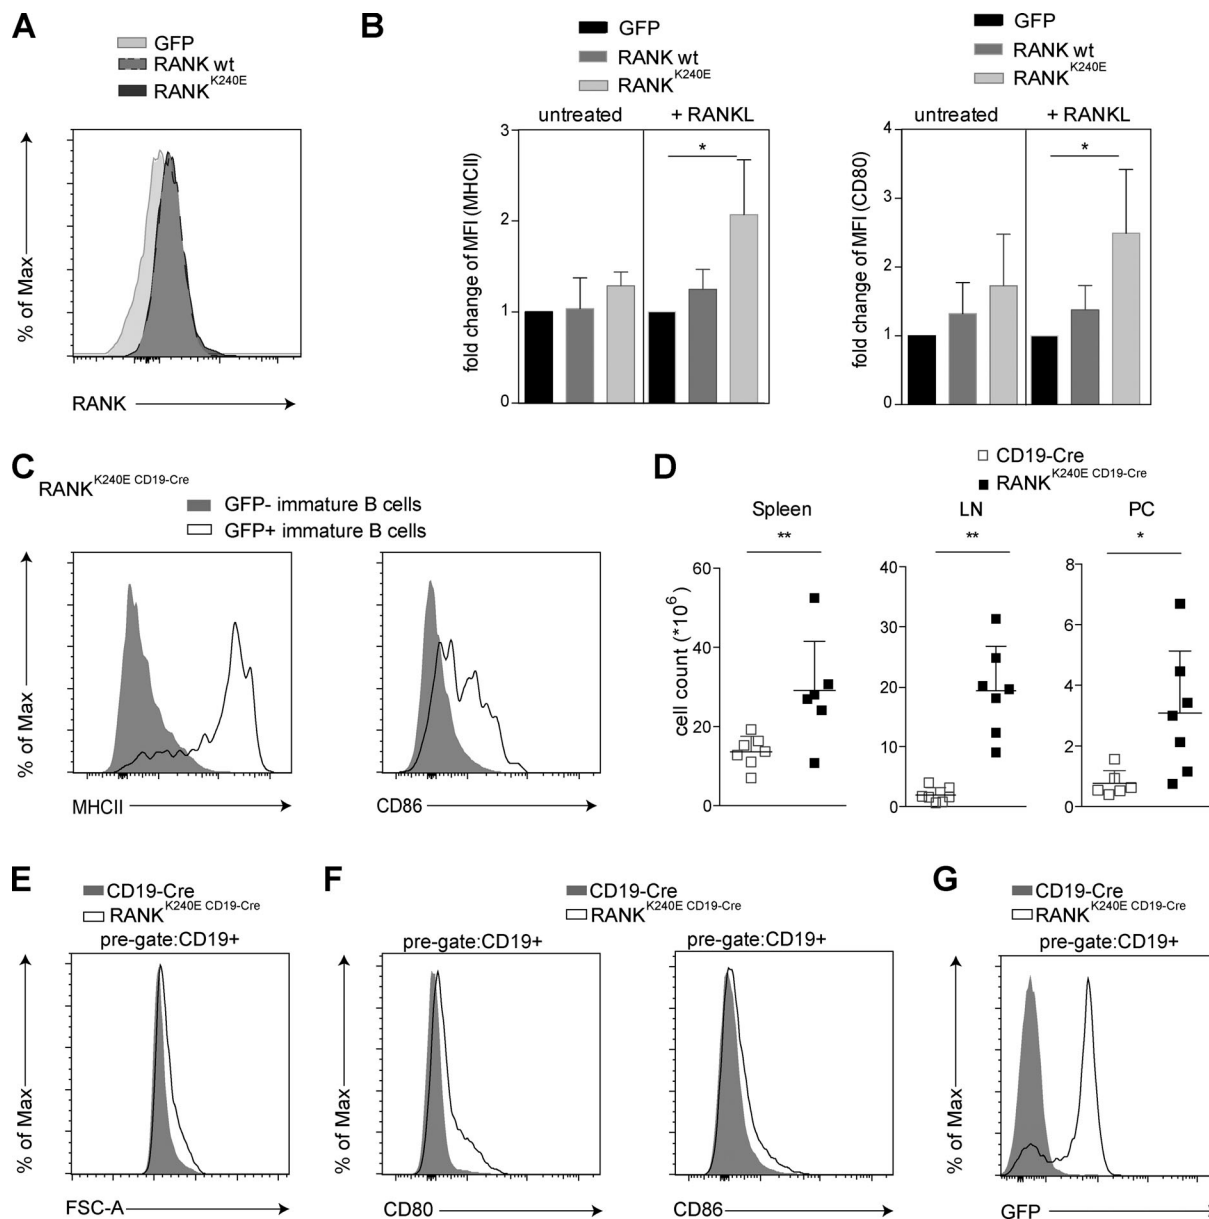 A
GFP
RANK wt
RANK K240E
% of Max
RANK
B
GFP
RANK wt
RANK K240E
untreated
+ RANKL
*
fold change of MFI (MHCII)
3
2
1
0
GFP
RANK wt
RANK K240E
untreated
+ RANKL
*
fold change of MFI (CD80)
4
3
2
1
0
C
RANK K240E CD19-Cre
GFP- immature B cells
GFP+ immature B cells
% of Max
MHCII
CD86
D
CD19-Cre
RANK K240E CD19-Cre
Spleen
**
cell count (*10 6)
60
40
20
0
LN
**
40
30
20
10
0
PC
*
8
6
4
2
0
E
CD19-Cre
RANK K240E CD19-Cre
pre-gate:CD19+
% of Max
FSC-A
F
CD19-Cre
RANK K240E CD19-Cre
pre-gate:CD19+
% of Max
CD80
pre-gate:CD19+
CD86
G
CD19-Cre
RANK K240E CD19-Cre
pre-gate:CD19+
% of Max
GFP